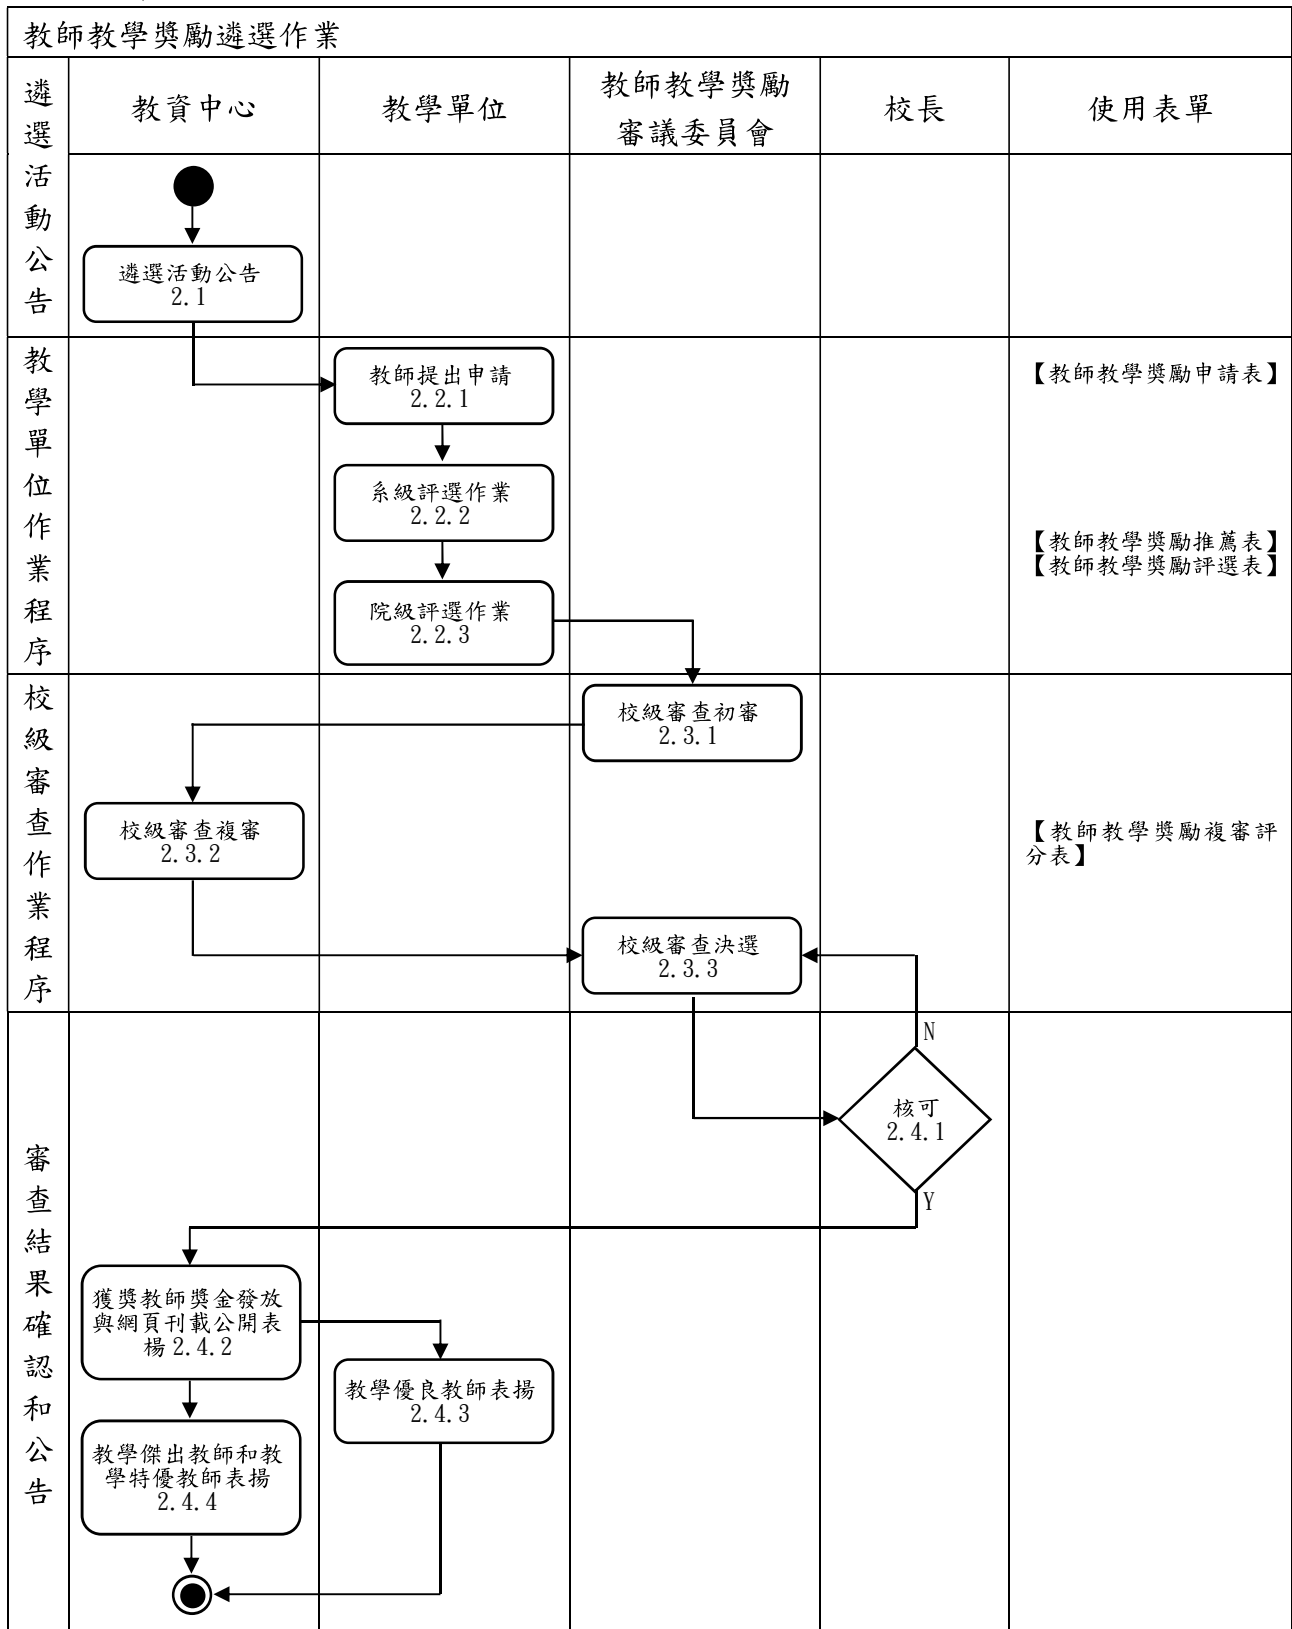 教師教學獎勵遴選作業
遴選活動公告
教資中心
教學單位
教師教學獎勵
審議委員會
校長
使用表單
遴選活動公告
2.1
教學單位作業程序
教師提出申請
2.2.1
【教師教學獎勵申請表】
系級評選作業
2.2.2
【教師教學獎勵推薦表】
【教師教學獎勵評選表】
院級評選作業
2.2.3
校級審查作業程序
校級審查初審
2.3.1
校級審查複審
2.3.2
【教師教學獎勵複審評
分表】
校級審查決選
2.3.3
審查結果確認和公告
N
核可
2.4.1
Y
獲獎教師獎金發放
與網頁刊載公開表
楊 2.4.2
教學優良教師表揚
2.4.3
教學傑出教師和教
學特優教師表揚
2.4.4